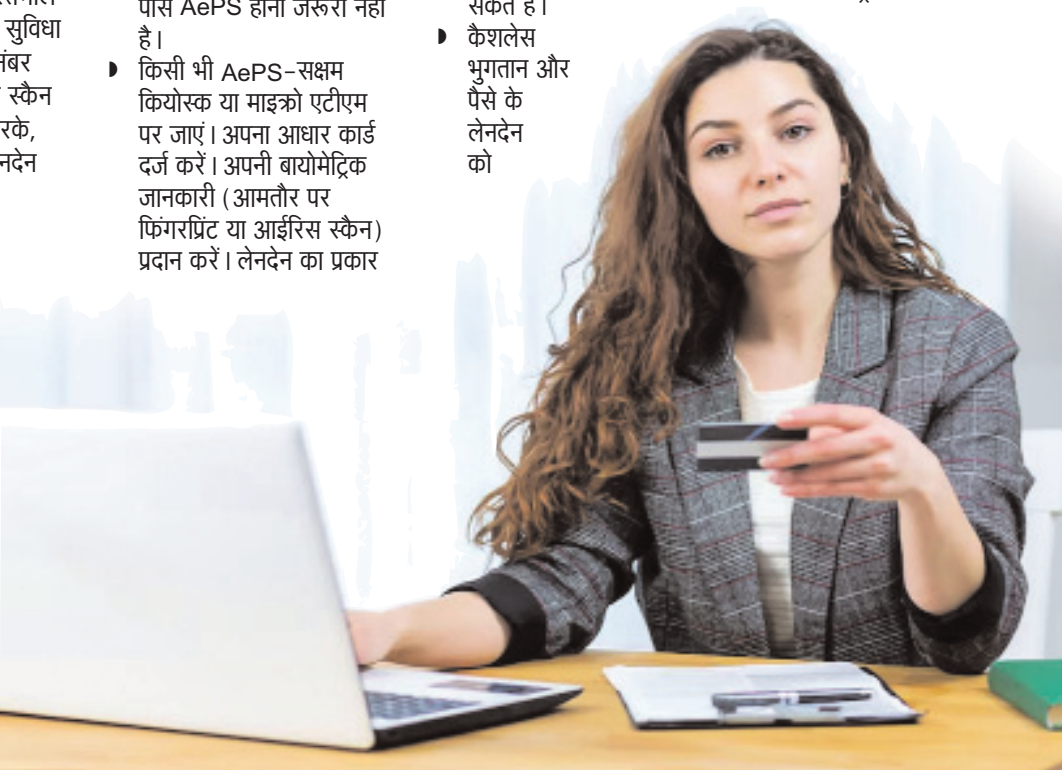 सुविधा
स्कैन
पास AePS होना जरूरी नहीं
है।
◗ किसी भी AePS-सक्षम
कियोस्क या माइक्रो एटीएम
पर जाएं। अपना आधार कार्ड
दर्ज करें। अपनी बायोमेट्रिक
जानकारी (आमतौर पर
फिंगरप्रिंट या आईरिस स्कैन)
प्रदान करें। लेनदेन का प्रकार
सकते हैं।
◗ कैशलेस
भुगतान और
पैसे के
लेनदेन
को